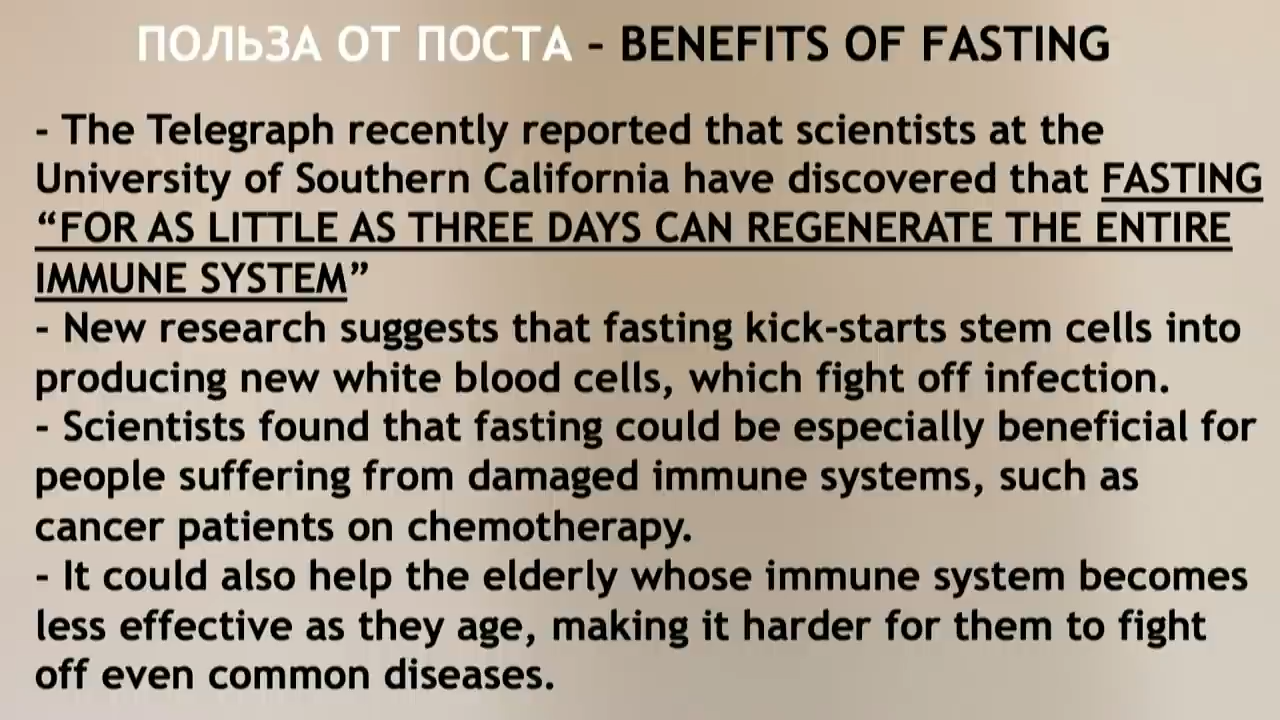 ПОЛЬЗА ОТ ПОСТА – BENEFITS OF FASTING
- The Telegraph recently reported that scientists at the
University of Southern California have discovered that FASTING
“FOR AS LITTLE AS THREE DAYS CAN REGENERATE THE ENTIRE
IMMUNE SYSTEM”
- New research suggests that fasting kick-starts stem cells into
producing new white blood cells, which fight off infection.
- Scientists found that fasting could be especially beneficial for
people suffering from damaged immune systems, such as
cancer patients on chemotherapy.
- It could also help the elderly whose immune system becomes
less effective as they age, making it harder for them to fight
off even common diseases.